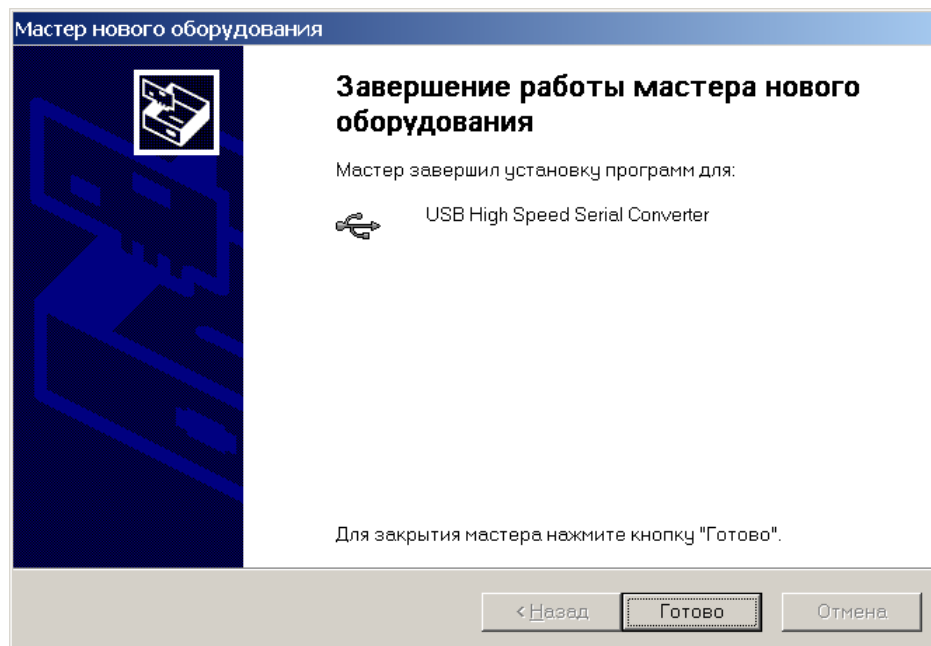 Мастер нового оборудования
Завершение работы мастера нового
оборудования
Мастер завершил установку программ для:
USB High Speed Serial Converter
Для закрытия мастера нажмите кнопку "Готово".
< Назад
Готово
Отмена